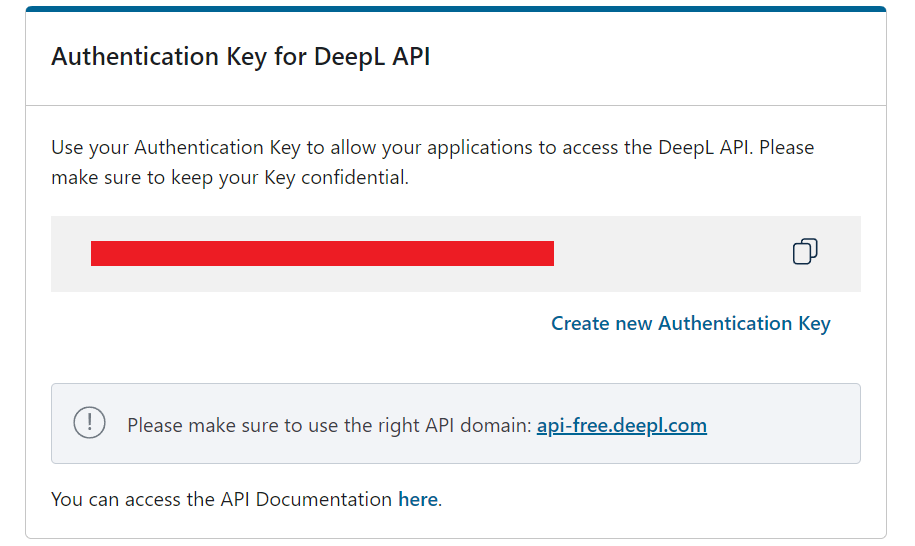 Authentication Key for DeepL API
Use your Authentication Key to allow your applications to access the DeepL API. Please
make sure to keep your Key confidential.
Create new Authentication Key
Please make sure to use the right API domain: api-free.deepl.com
You can access the API Documentation here.